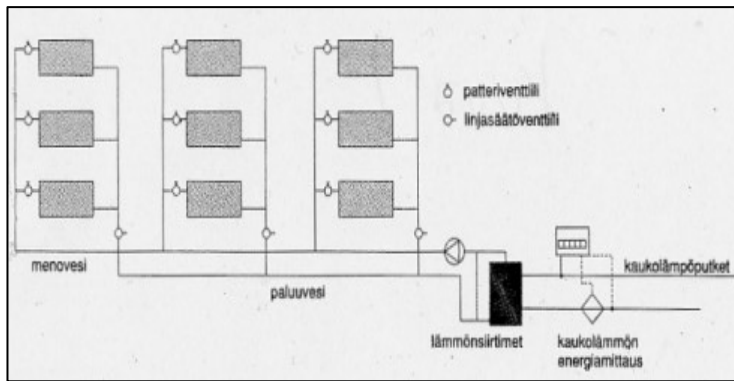 patteriventtiili
linjasäätöventtiili
menovesi
paluuvesi
kaukolämpöputket
lämmönsiirtimet
kaukolämmön
energiamittaus